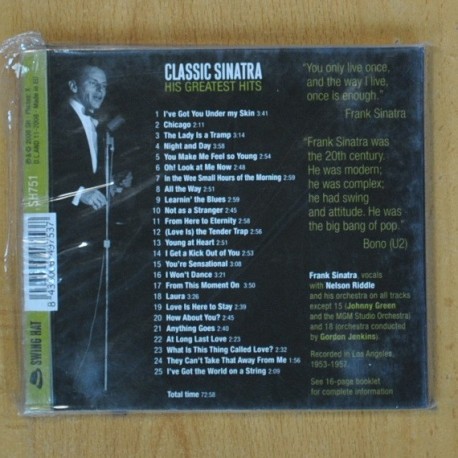 CLASSIC SINATRA
HIS GREATEST HITS
1 I've Got You Under my Skin 3:41
2 Chicago 2:11
3 The Lady Is a Tramp 3:14
4 Night and Day 3:58
5 You Make Me Feel so Young 2:54
6 Oh! Look at Me Now 2:48
7 In the Wee Small Hours of the Morning 2:59
8 All the Way 2:51
9 Learnin' the Blues 2:59
10 Not as a Stranger 2:45
11 From Here to Eternity 2:58
12 (Love Is) the Tender Trap 2:56
13 Young at Heart 2:51
14 I Get a Kick Out of You 2:53
15 You're Sensational 3:08
16 I Won't Dance 3:21
17 From This Moment On 3:50
18 Laura 3:26
19 Love Is Here to Stay 2:39
20 How About You? 2:45
21 Anything Goes 2:43
22 At Long Last Love 2:23
23 What Is This Thing Called Love? 2:32
24 They Can't Take That Away From Me 1:56
25 I've Got the World on a String 2:09
Total time 72:58
"You only live once,
and the way I live,
once is enough."
Frank Sinatra
"Frank Sinatra was
the 20th century.
He was modern;
he was complex;
he had swing
and attitude. He was
the big bang of pop."
Bono (U2)
Frank Sinatra, vocals
with Nelson Riddle
and his orchestra on all tracks
except 15 (Johnny Green
and the MGM Studio Orchestra)
and 18 (orchestra conducted
by Gordon Jenkins).
Recorded in Los Angeles,
1953-1957.
See 16-page booklet
for complete information
SH751
SWING HAT